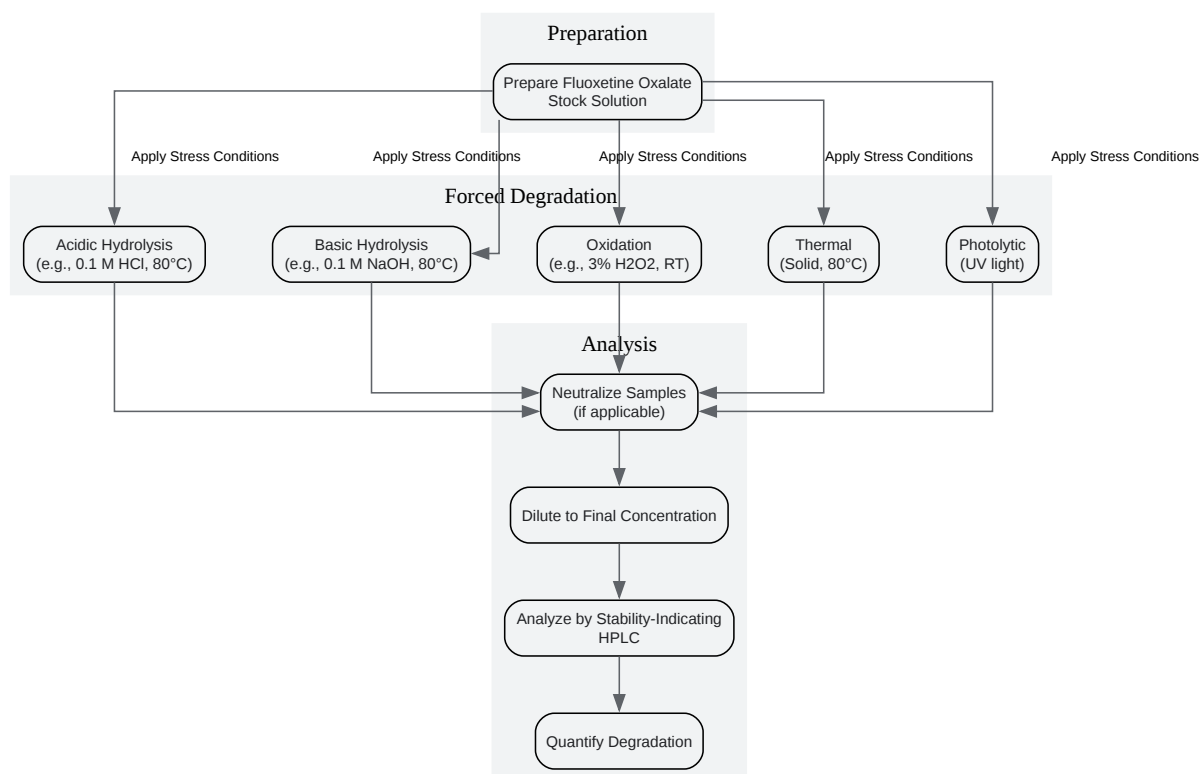 Preparation
Prepare Fluoxetine Oxalate
Stock Solution
Apply Stress Conditions
Apply Stress Conditions
Apply Stress Conditions
Apply Stress Conditions
Apply Stress Conditions
Forced Degradation
Acidic Hydrolysis
(e.g., 0.1 M HCl, 80°C)
Basic Hydrolysis
(e.g., 0.1 M NaOH, 80°C)
Oxidation
(e.g., 3% H2O2, RT)
Thermal
(Solid, 80°C)
Photolytic
(UV light)
Analysis
Neutralize Samples
(if applicable)
Dilute to Final Concentration
Analyze by Stability-Indicating
HPLC
Quantify Degradation